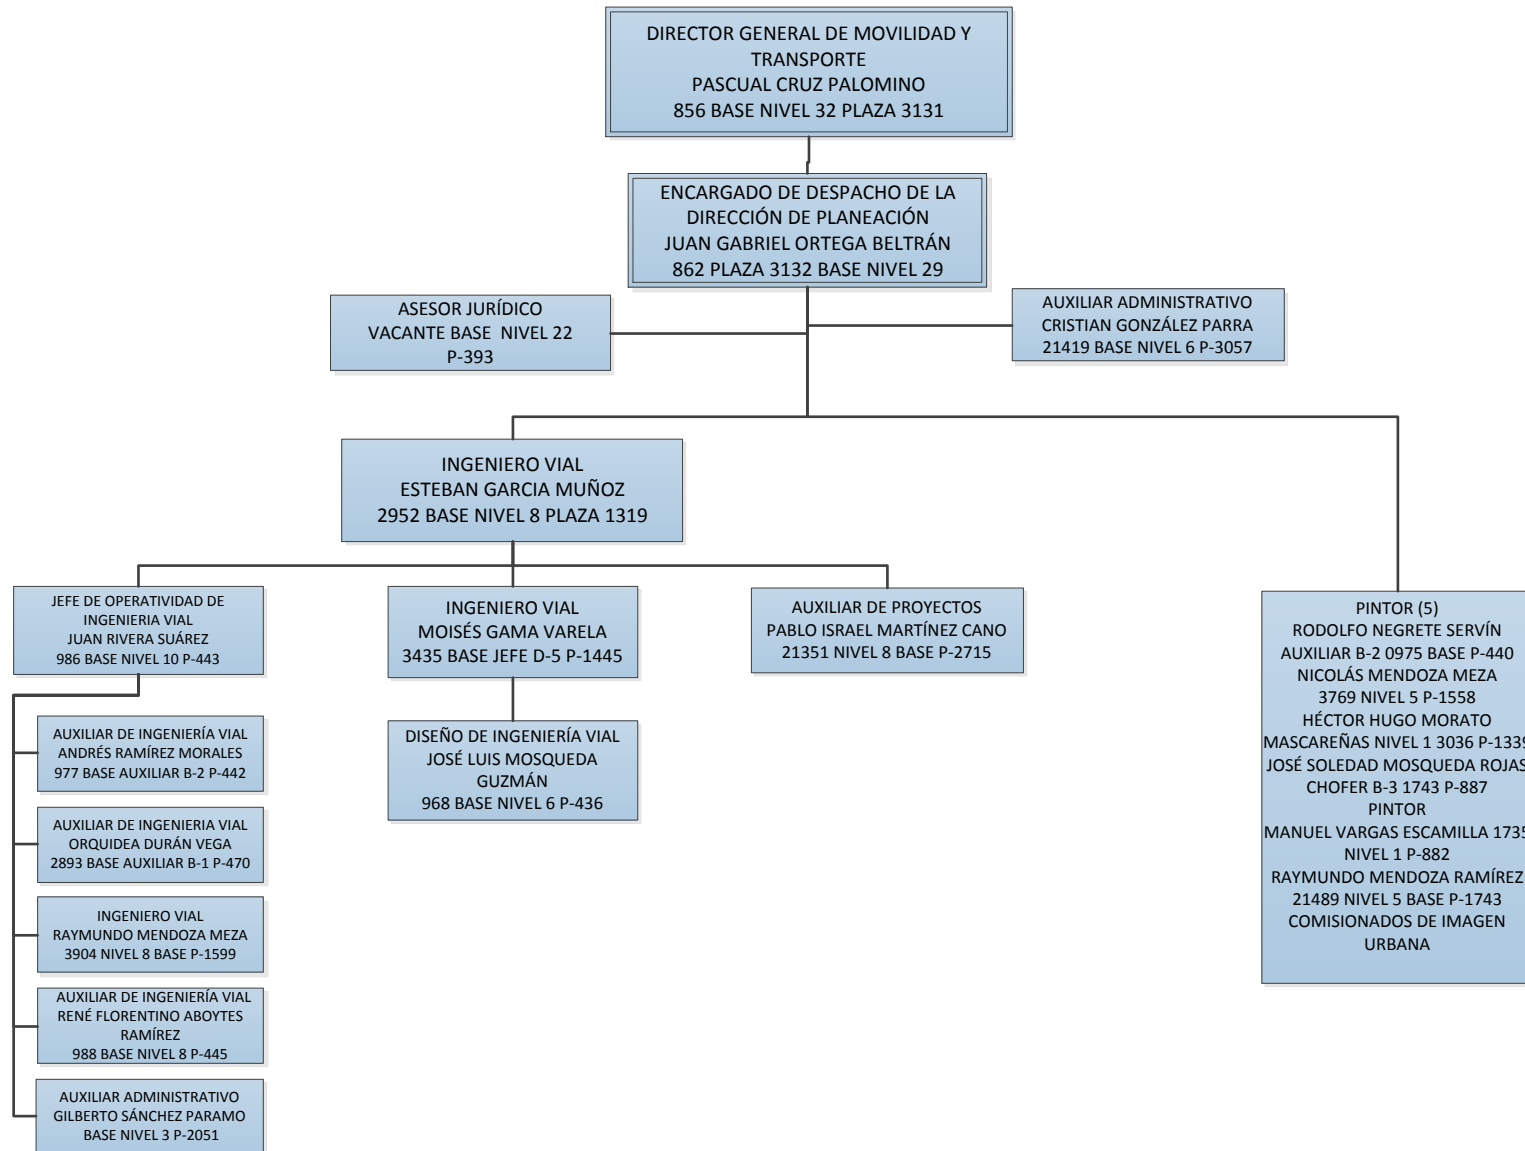 DIRECTOR GENERAL DE MOVILIDAD Y
TRANSPORTE
PASCUAL CRUZ PALOMINO
856 BASE NIVEL 32 PLAZA 3131
ENCARGADO DE DESPACHO DE LA
DIRECCIÓN DE PLANEACIÓN
JUAN GABRIEL ORTEGA BELTRÁN
862 PLAZA 3132 BASE NIVEL 29
ASESOR JURÍDICO
VACANTE BASE  NIVEL 22
P-393
AUXILIAR ADMINISTRATIVO
CRISTIAN GONZÁLEZ PARRA
21419 BASE NIVEL 6 P-3057
INGENIERO VIAL
ESTEBAN GARCIA MUÑOZ
2952 BASE NIVEL 8 PLAZA 1319
JEFE DE OPERATIVIDAD DE
INGENIERIA VIAL
JUAN RIVERA SUÁREZ
986 BASE NIVEL 10 P-443
INGENIERO VIAL
MOISÉS GAMA VARELA
3435 BASE JEFE D-5 P-1445
AUXILIAR DE PROYECTOS
PABLO ISRAEL MARTÍNEZ CANO
21351 NIVEL 8 BASE P-2715
PINTOR (5)
RODOLFO NEGRETE SERVÍN
AUXILIAR B-2 0975 BASE P-440
NICOLÁS MENDOZA MEZA
3769 NIVEL 5 P-1558
HÉCTOR HUGO MORATO
MASCAREÑAS NIVEL 1 3036 P-1339
JOSÉ SOLEDAD MOSQUEDA ROJAS
CHOFER B-3 1743 P-887
PINTOR
MANUEL VARGAS ESCAMILLA 1735
NIVEL 1 P-882
RAYMUNDO MENDOZA RAMÍREZ
21489 NIVEL 5 BASE P-1743
COMISIONADOS DE IMAGEN
URBANA
AUXILIAR DE INGENIERÍA VIAL
ANDRÉS RAMÍREZ MORALES
977 BASE AUXILIAR B-2 P-442
DISEÑO DE INGENIERÍA VIAL
JOSÉ LUIS MOSQUEDA
GUZMÁN
968 BASE NIVEL 6 P-436
AUXILIAR DE INGENIERIA VIAL
ORQUIDEA DURÁN VEGA
2893 BASE AUXILIAR B-1 P-470
INGENIERO VIAL
RAYMUNDO MENDOZA MEZA
3904 NIVEL 8 BASE P-1599
AUXILIAR DE INGENIERÍA VIAL
RENÉ FLORENTINO ABOYTES
RAMÍREZ
988 BASE NIVEL 8 P-445
AUXILIAR ADMINISTRATIVO
GILBERTO SÁNCHEZ PARAMO
BASE NIVEL 3 P-2051